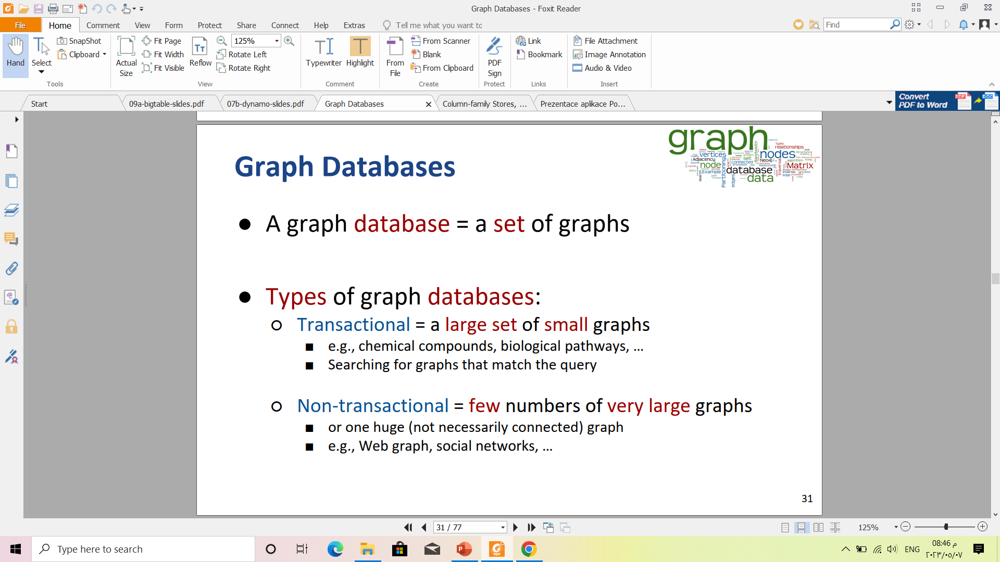 Graph Databases - Foxit Reader
File Home Comment View Form Protect Share Connect Help Extras Tell me what you want to Find
Hand
Select
SnapShot
Clipboard
Tools
Actual Size
Fit Page
Fit Width
Fit Visible
Reflow
125%
Rotate Left
Rotate Right
View
Typewriter
Highlight
Comment
From File
From Scanner
Blank
From Clipboard
Create
PDF Sign
Protect
Link
Bookmark
Links
File Attachment
Image Annotation
Audio & Video
Insert
Start 09a-bigtable-slides.pdf 07b-dynamo-slides.pdf Graph Databases Column-family Stores, ... Prezentace aplikace Po...
Convert
PDF to Word
PDF DOC
graph
relationships
vertices nodes
Adjacency set
connected
node Matrix
Example database
Partitioning
Bandwidth
Neo4j
edges data
Graph Databases
● A graph database = a set of graphs
● Types of graph databases:
○ Transactional = a large set of small graphs
■ e.g., chemical compounds, biological pathways, ...
■ Searching for graphs that match the query
○ Non-transactional = few numbers of very large graphs
■ or one huge (not necessarily connected) graph
■ e.g., Web graph, social networks, ...
31
31 / 77
125%
Type here to search
ENG
08:46 م
٢٠٢٣/٠٥/٠٧